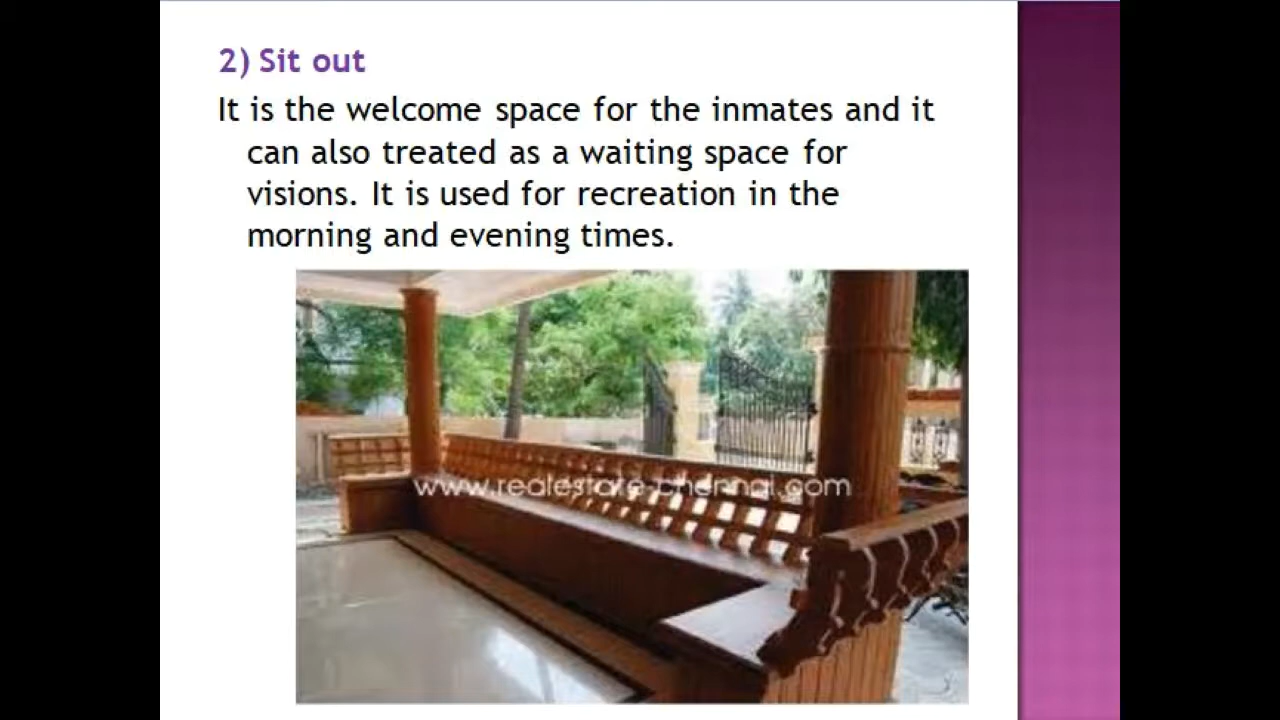 2) Sit out
It is the welcome space for the inmates and it
can also treated as a waiting space for
visions. It is used for recreation in the
morning and evening times.
www.realestate-chennai.com